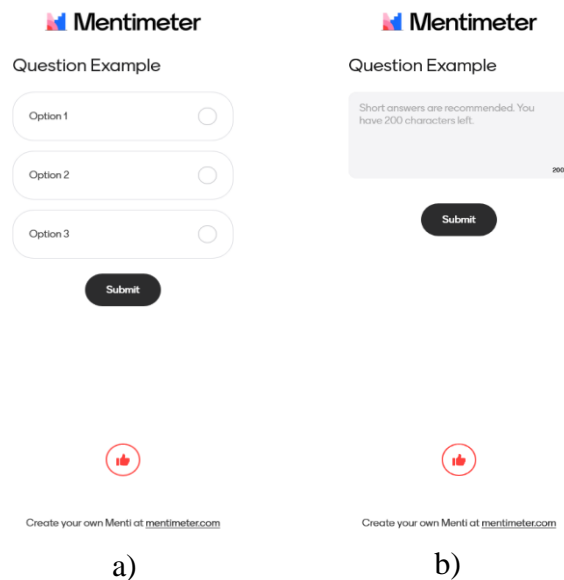 Mentimeter
Question Example
Option 1
Option 2
Option 3
Submit
Create your own Menti at mentimeter.com
a)
Mentimeter
Question Example
Short answers are recommended. You
have 200 characters left.
200
Submit
Create your own Menti at mentimeter.com
b)